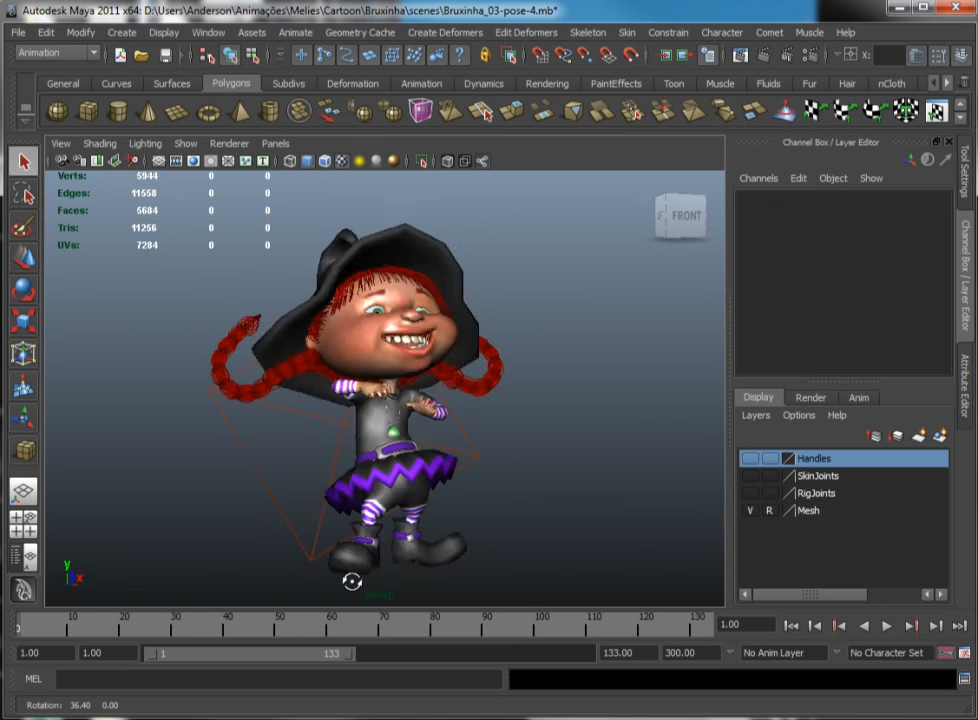 Autodesk Maya 2011 x64: D:\Users\Anderson\Animações\Melies\Cartoon\Bruxinha\scenes\Bruxinha_03-pose-4.mb*
File Edit Modify Create Display Window Assets Animate Geometry Cache Create Deformers Edit Deformers Skeleton Skin Constrain Character Comet Muscle Help
Animation X:
General Curves Surfaces Polygons Subdivs Deformation Animation Dynamics Rendering PaintEffects Toon Muscle Fluids Fur Hair nCloth
View Shading Lighting Show Renderer Panels
Channel Box / Layer Editor
Channels Edit Object Show
Verts: 5944 0 0
Edges: 11558 0 0
Faces: 5684 0 0
Tris: 11256 0 0
UVs: 7284 0 0
FRONT
Tool Settings
Channel Box / Layer Editor
Attribute Editor
Display Render Anim
Layers Options Help
Handles
SkinJoints
RigJoints
V R Mesh
y
x
persp
10 20 30 40 50 60 70 80 90 100 110 120 130
1.00
1.00 1.00 1 133 133.00 300.00 No Anim Layer No Character Set
MEL
Rotation: 36.40 0.00